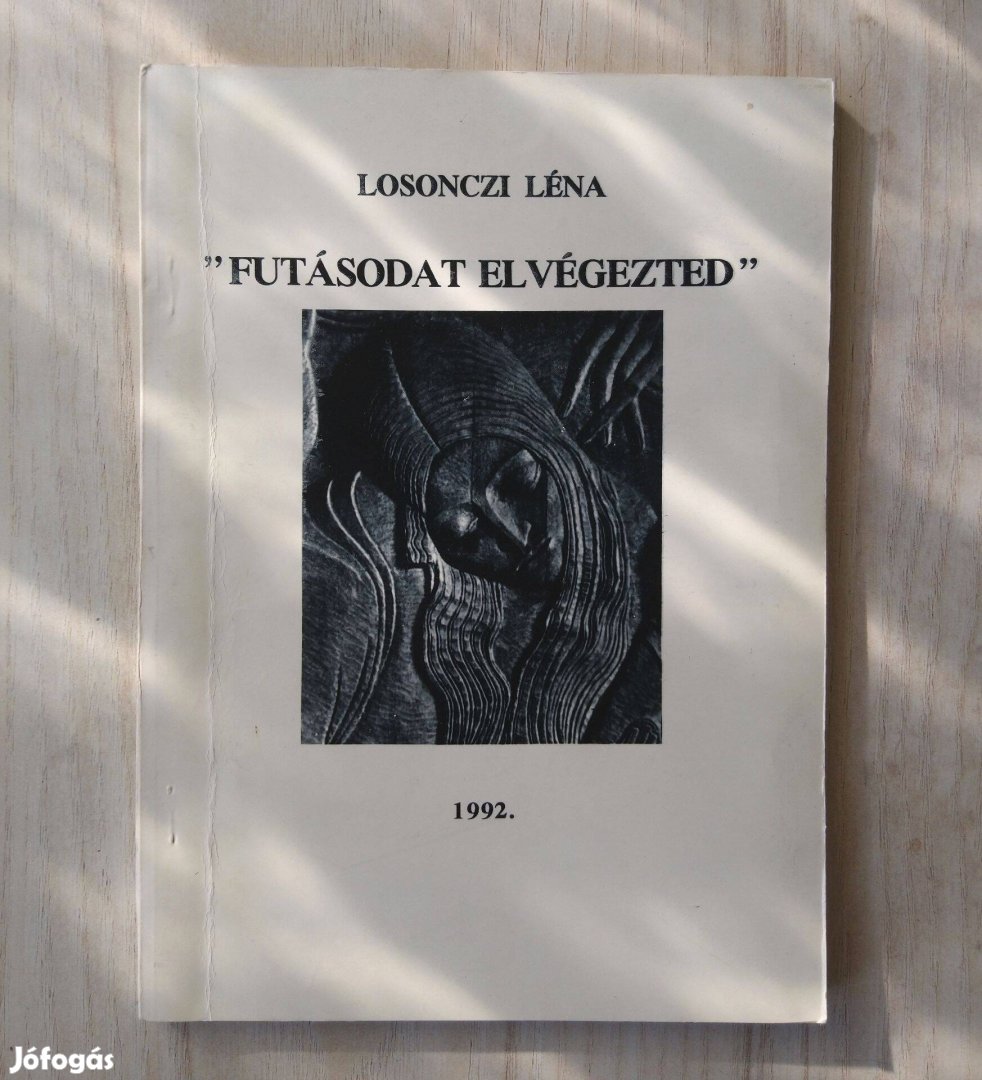 LOSONCZI LÉNA
"FUTÁSODAT ELVÉGEZTED"
1992.
Jófogás